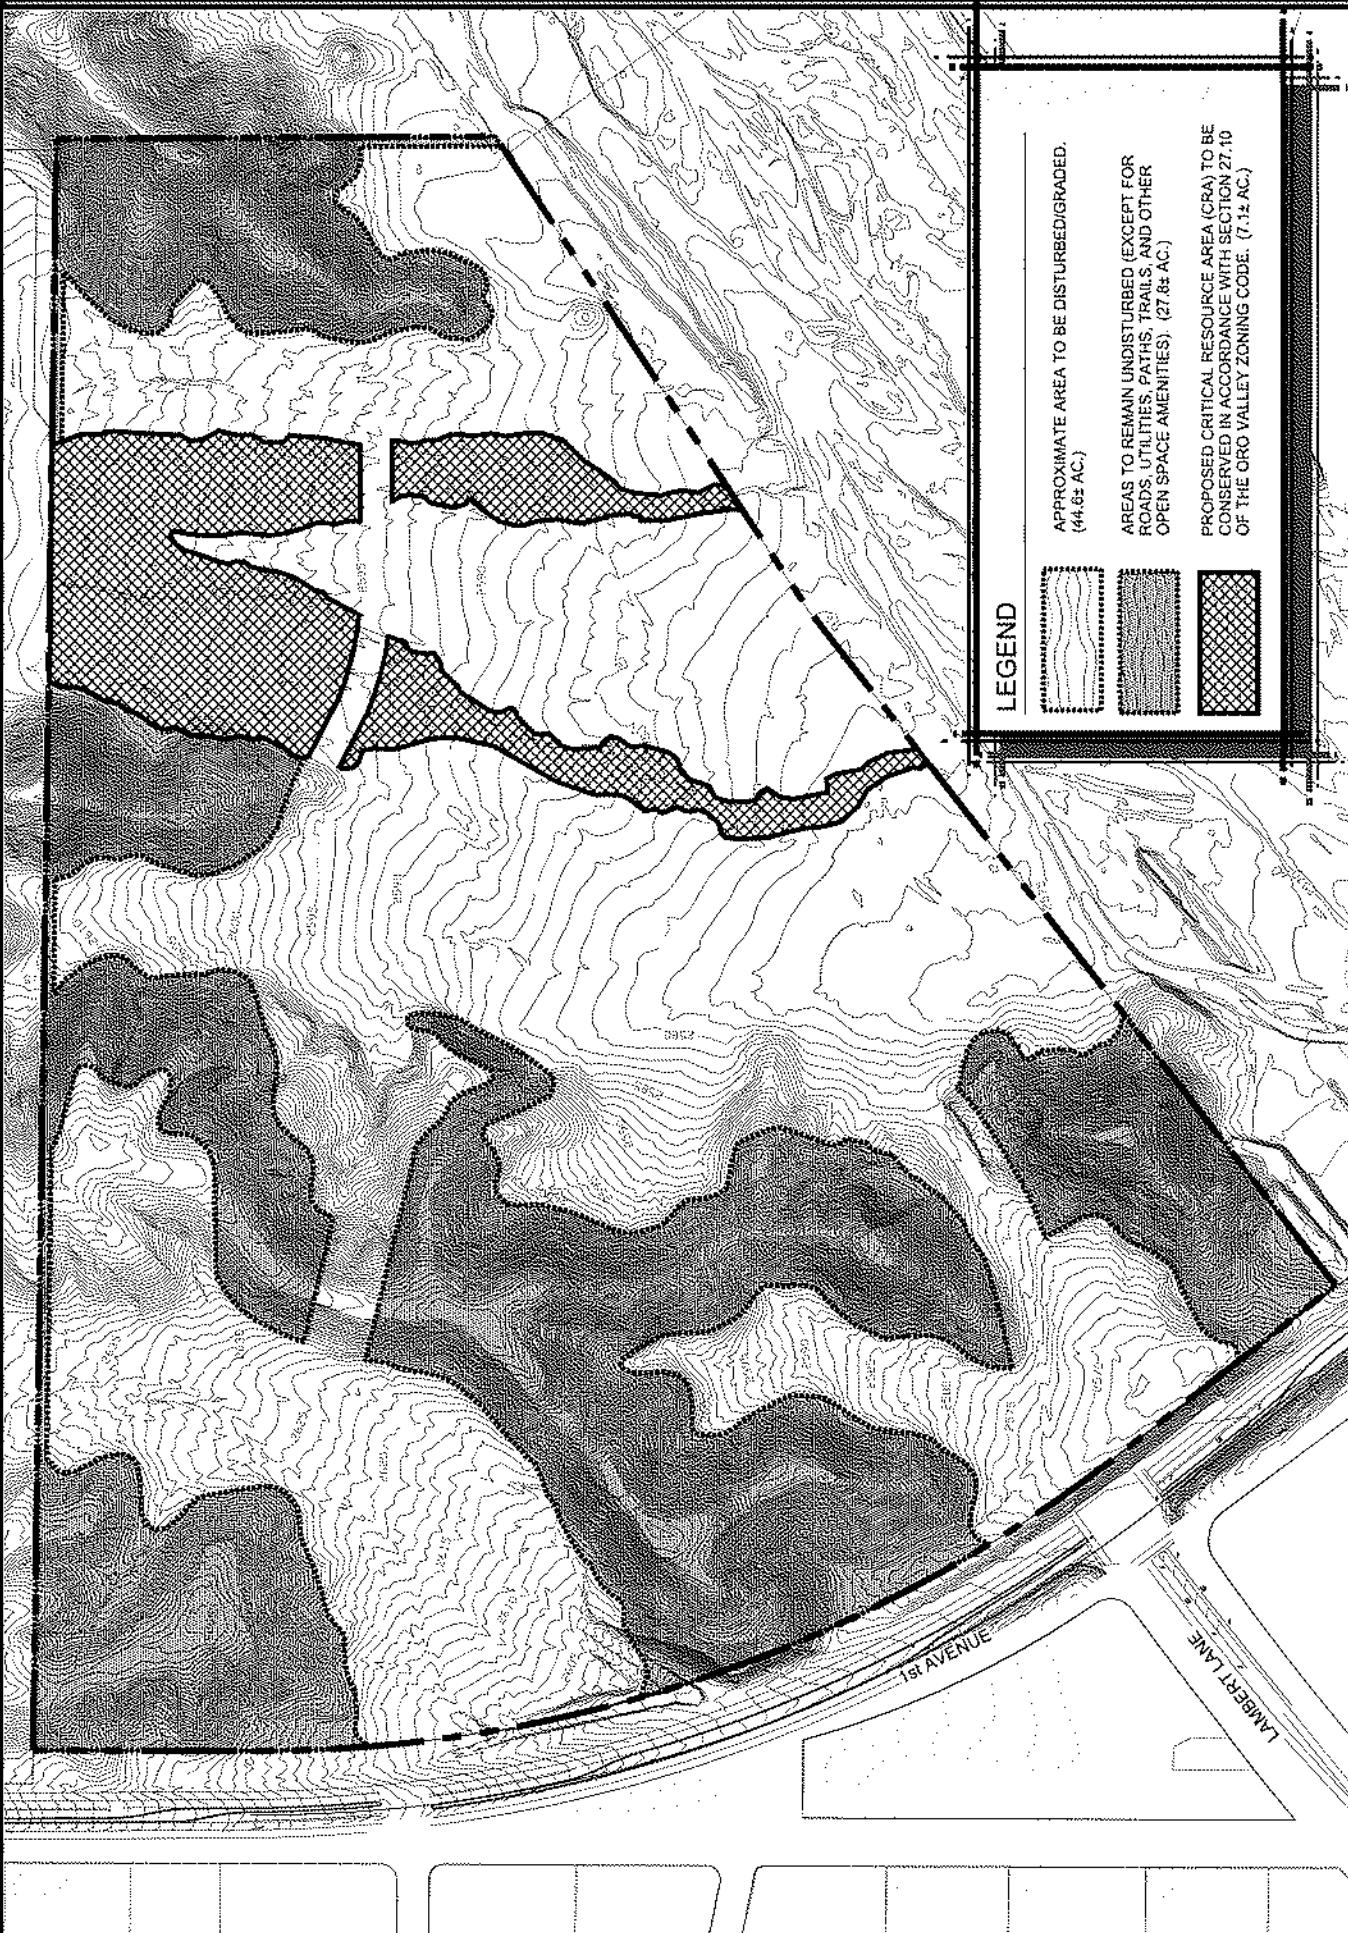 LEGEND
APPROXIMATE AREA TO BE DISTURBED/GRADED.
(44.6± AC.)
AREAS TO REMAIN UNDISTURBED (EXCEPT FOR
ROADS, UTILITIES, PATHS, TRAILS, AND OTHER
OPEN SPACE AMENITIES). (27.8± AC.)
PROPOSED CRITICAL RESOURCE AREA (CRA) TO BE
CONSERVED IN ACCORDANCE WITH SECTION 27.10
OF THE ORO VALLEY ZONING CODE. (7.1± AC.)
1st AVENUE
LAMBERT LANE